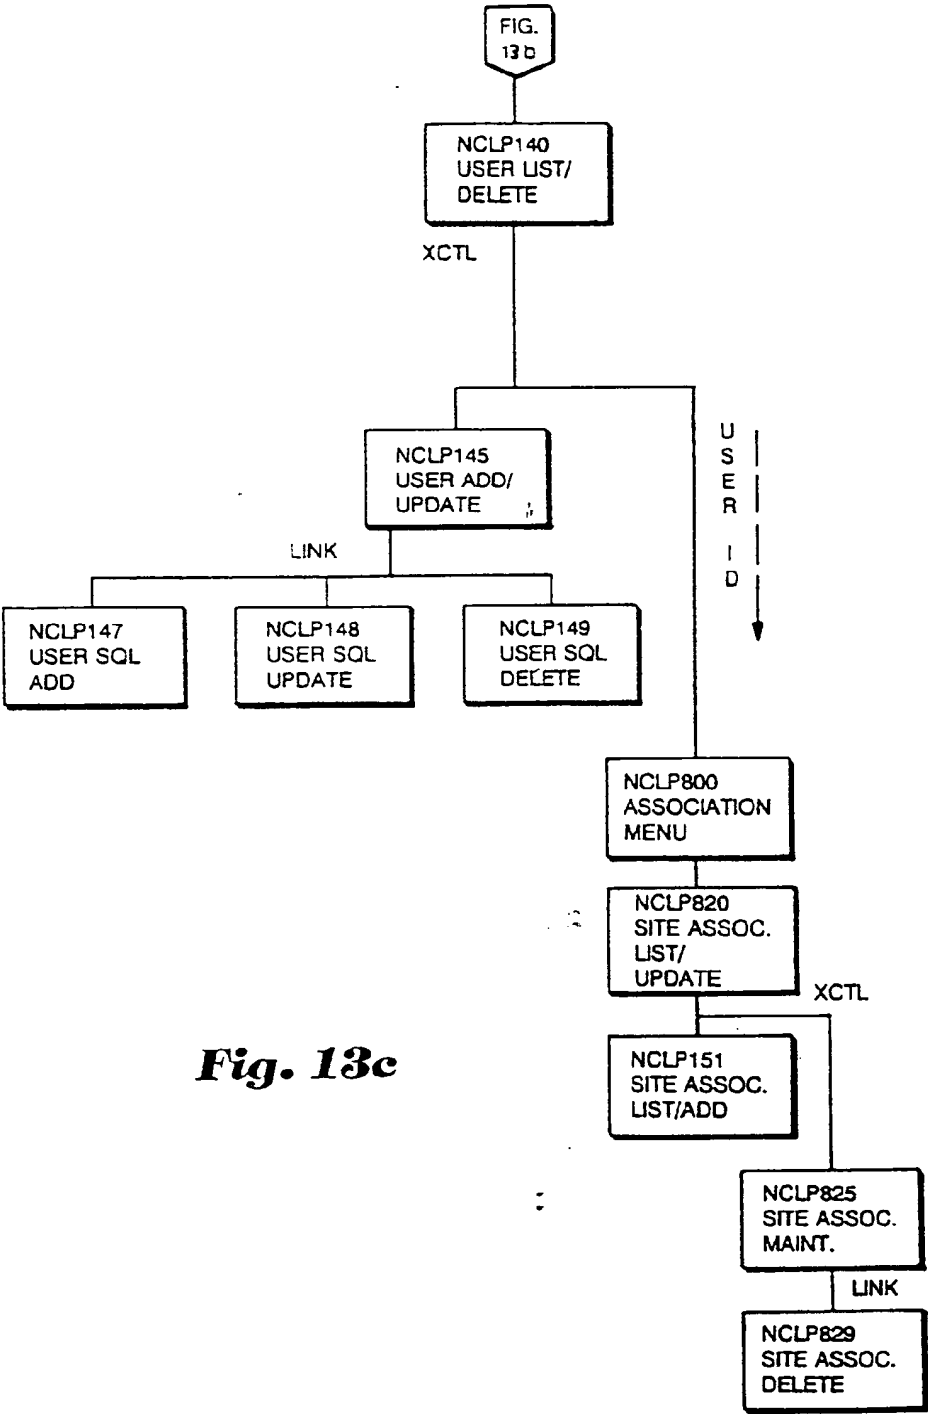 FIG.
13b
NCLP140
USER LIST/
DELETE
XCTL
NCLP145
USER ADD/
UPDATE
USER ID
LINK
NCLP147
USER SQL
ADD
NCLP148
USER SQL
UPDATE
NCLP149
USER SQL
DELETE
NCLP800
ASSOCIATION
MENU
NCLP820
SITE ASSOC.
LIST/
UPDATE
XCTL
NCLP151
SITE ASSOC.
LIST/ADD
Fig. 13c
NCLP825
SITE ASSOC.
MAINT.
LINK
NCLP829
SITE ASSOC.
DELETE